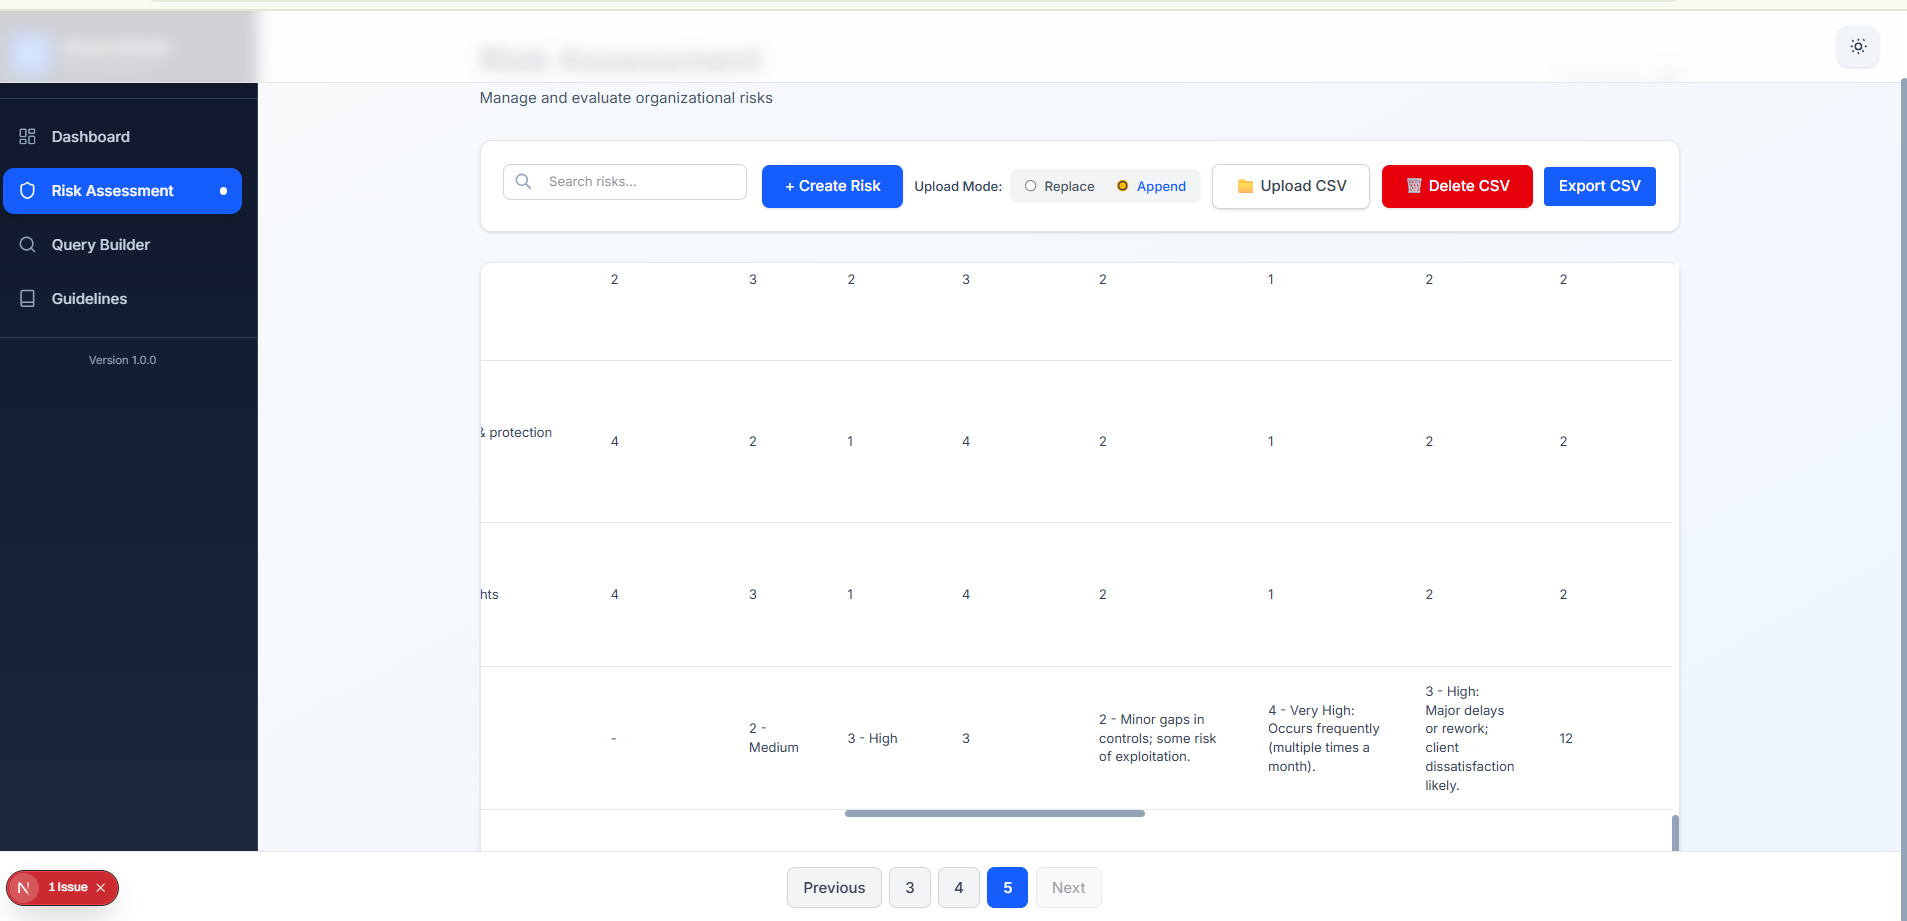 Risk Assessment
Manage and evaluate organizational risks
Dashboard
Risk Assessment
Query Builder
Guidelines
Version 1.0.0
Search risks...
+ Create Risk
Upload Mode:
Replace
Append
Upload CSV
Delete CSV
Export CSV
2 3 2 3 2 1 2 2
& protection 4 2 1 4 2 1 2 2
hts 4 3 1 4 2 1 2 2
-
2 -
Medium
3 - High
3
2 - Minor gaps in
controls; some risk
of exploitation.
4 - Very High:
Occurs frequently
(multiple times a
month).
3 - High:
Major delays
or rework;
client
dissatisfaction
likely.
12
N 1 Issue
Previous 3 4 5 Next